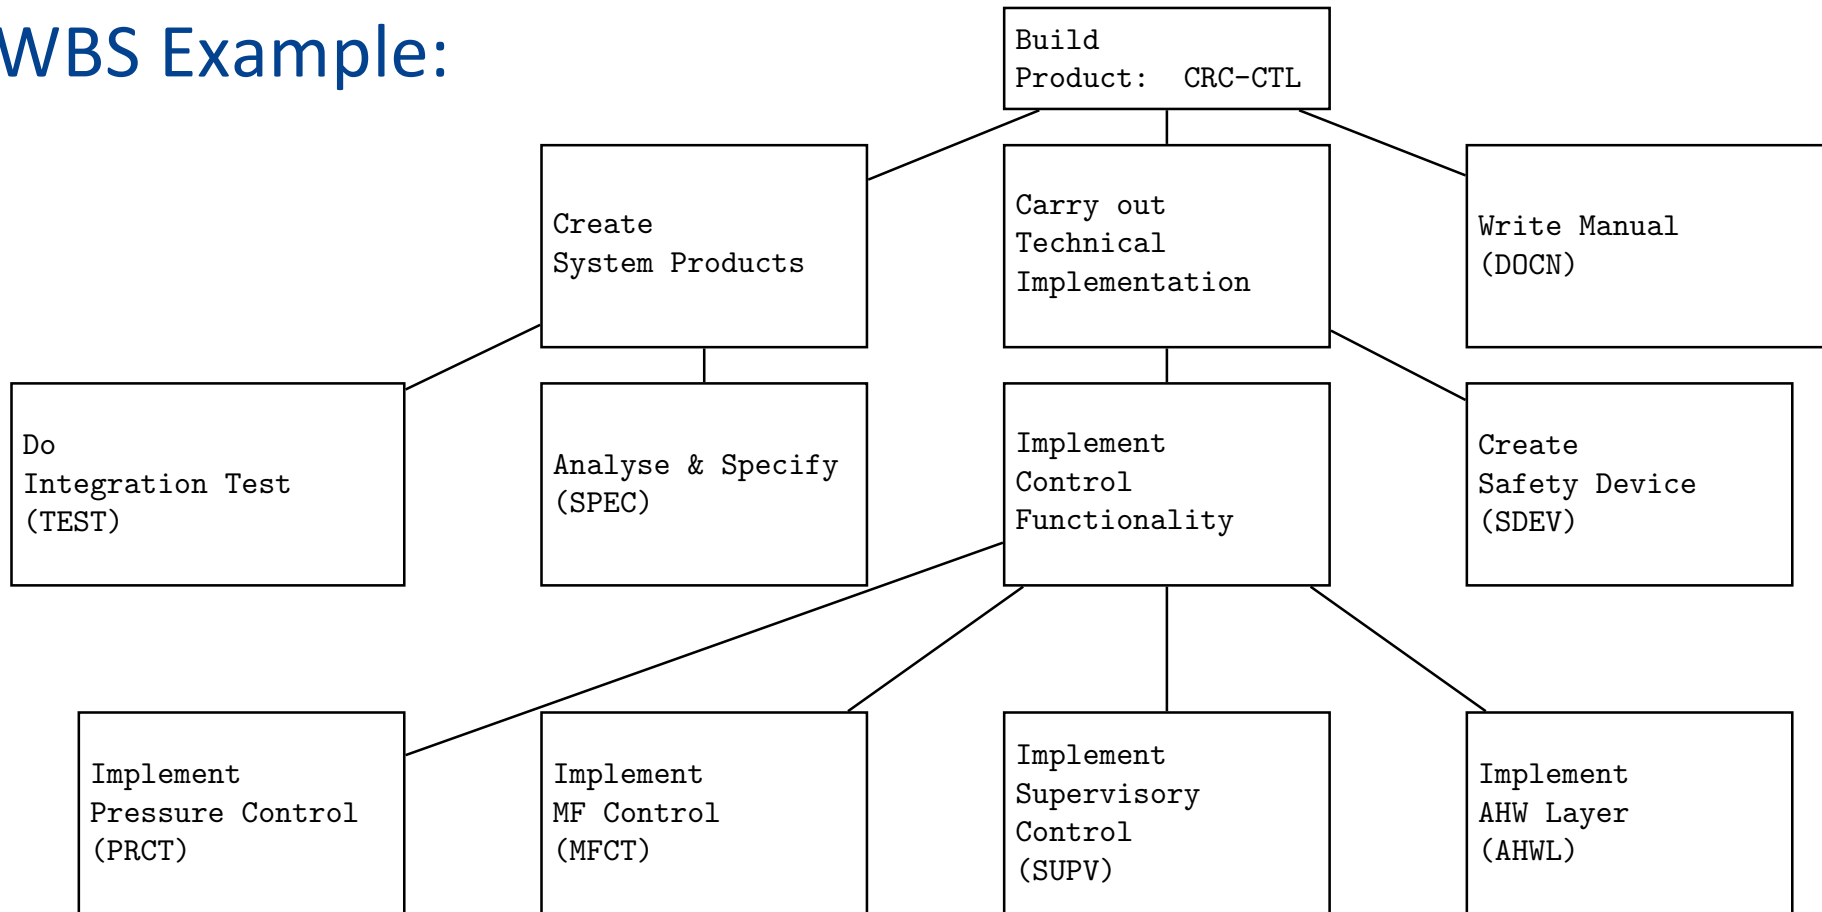 WBS Example:
Build
Product: CRC-CTL
Create
System Products
Carry out
Technical
Implementation
Write Manual
(DOCN)
Do
Integration Test
(TEST)
Analyse & Specify
(SPEC)
Implement
Control
Functionality
Create
Safety Device
(SDEV)
Implement
Pressure Control
(PRCT)
Implement
MF Control
(MFCT)
Implement
Supervisory
Control
(SUPV)
Implement
AHW Layer
(AHWL)